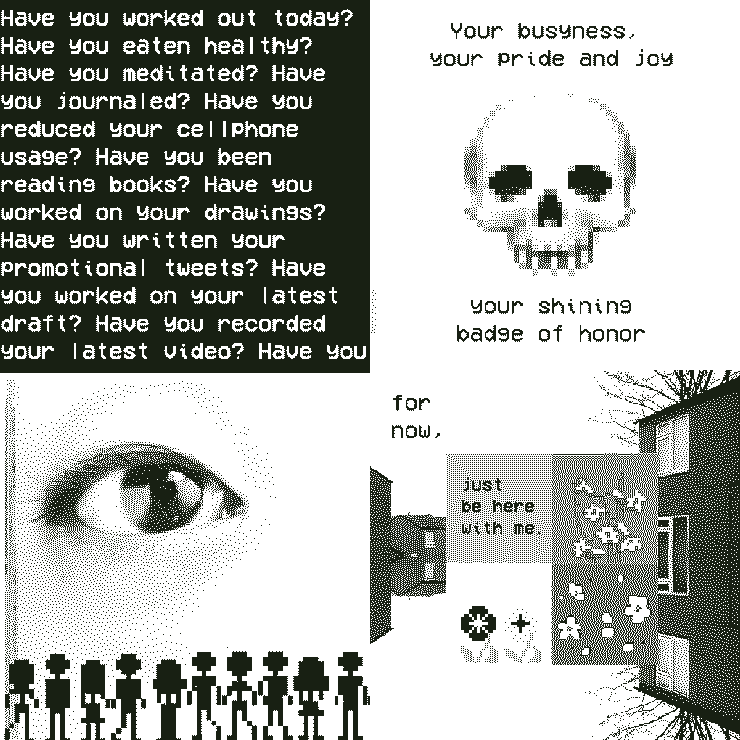 Have you worked out today?
Have you eaten healthy?
Have you meditated? Have
you journaled? Have you
reduced your cellphone
usage? Have you been
reading books? Have you
worked on your drawings?
Have you written your
promotional tweets? Have
you worked on your latest
draft? Have you recorded
your latest video? Have you
Your busyness,
your pride and joy
your shining
badge of honor
for
now,
just
be here
with me.